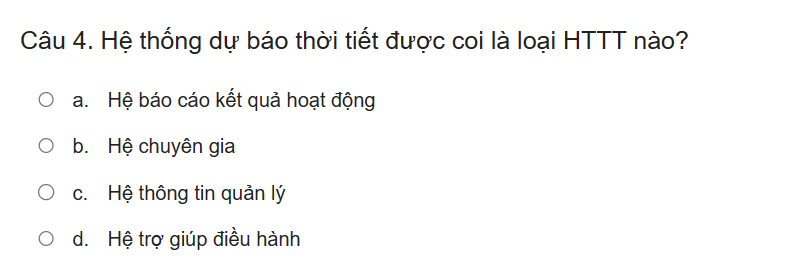 Câu 4. Hệ thống dự báo thời tiết được coi là loại HTTT nào?
a. Hệ báo cáo kết quả hoạt động
b. Hệ chuyên gia
c. Hệ thông tin quản lý
d. Hệ trợ giúp điều hành